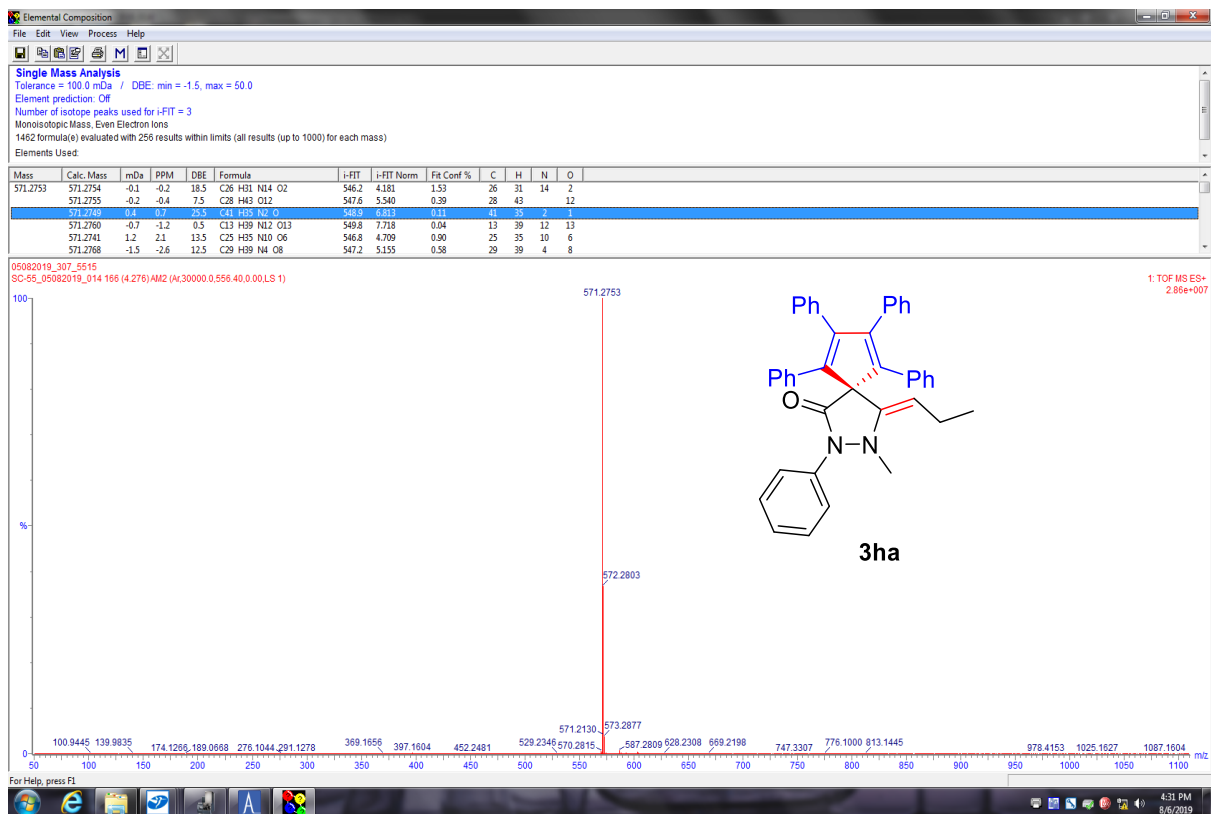 Elemental Composition
File Edit View Process Help
Single Mass Analysis
Tolerance = 100.0 mDa / DBE: min = -1.5, max = 50.0
Element prediction: Off
Number of isotope peaks used for i-FIT = 3
Monoisotopic Mass, Even Electron Ions
1462 formula(e) evaluated with 256 results within limits (all results (up to 1000) for each mass)
Elements Used:
Mass Calc. Mass mDa PPM DBE Formula i-FIT i-FIT Norm Fit Conf % C H N O
571.2753 571.2754 -0.1 -0.2 18.5 C26 H31 N14 O2 546.2 4.181 1.53 26 31 14 2
571.2755 -0.2 -0.4 7.5 C28 H43 O12 547.6 5.540 0.39 28 43 12
571.2749 0.4 0.7 25.5 C41 H35 N2 O 548.9 6.813 0.11 41 35 2 1
571.2760 -0.7 -1.2 0.5 C13 H39 N12 O13 549.8 7.718 0.04 13 39 12 13
571.2741 1.2 2.1 13.5 C25 H35 N10 O6 546.8 4.709 0.90 25 35 10 6
571.2768 -1.5 -2.6 12.5 C29 H39 N4 O8 547.2 5.155 0.58 29 39 4 8
05082019_307_5515
SC-55_05082019_014 166 (4.276) AM2 (Ar,30000.0,556.40,0.00,LS 1)
1: TOF MS ES+
2.86e+007
100
571.2753
Ph Ph
Ph Ph
O
N N
3ha
%
572.2803
571.2130 573.2877
100.9445 139.9835 174.1266 189.0668 276.1044 291.1278 369.1656 397.1604 452.2481 529.2346 570.2815 587.2809 628.2308 669.2198 747.3307 776.1000 813.1445 978.4153 1025.1627 1087.1604
0
m/z
50 100 150 200 250 300 350 400 450 500 550 600 650 700 750 800 850 900 950 1000 1050 1100
For Help, press F1
4:31 PM
8/6/2019